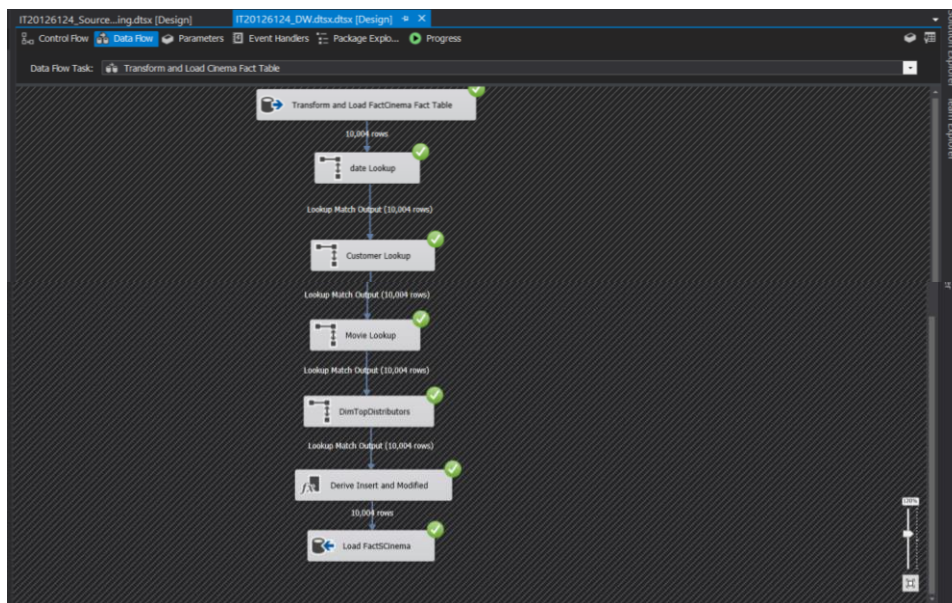 IT20126124_Source...ing.dtsx [Design]
IT20126124_DW.dtsx.dtsx [Design]
Control Flow
Data Flow
Parameters
Event Handlers
Package Explo...
Progress
Data Flow Task:
Transform and Load Cinema Fact Table
Transform and Load FactCinema Fact Table
10,004 rows
date Lookup
Lookup Match Output (10,004 rows)
Customer Lookup
Lookup Match Output (10,004 rows)
Movie Lookup
Lookup Match Output (10,004 rows)
DimTopDistributors
Lookup Match Output (10,004 rows)
Derive Insert and Modified
10,004 rows
Load FactSCinema
Explorer
Team Explorer